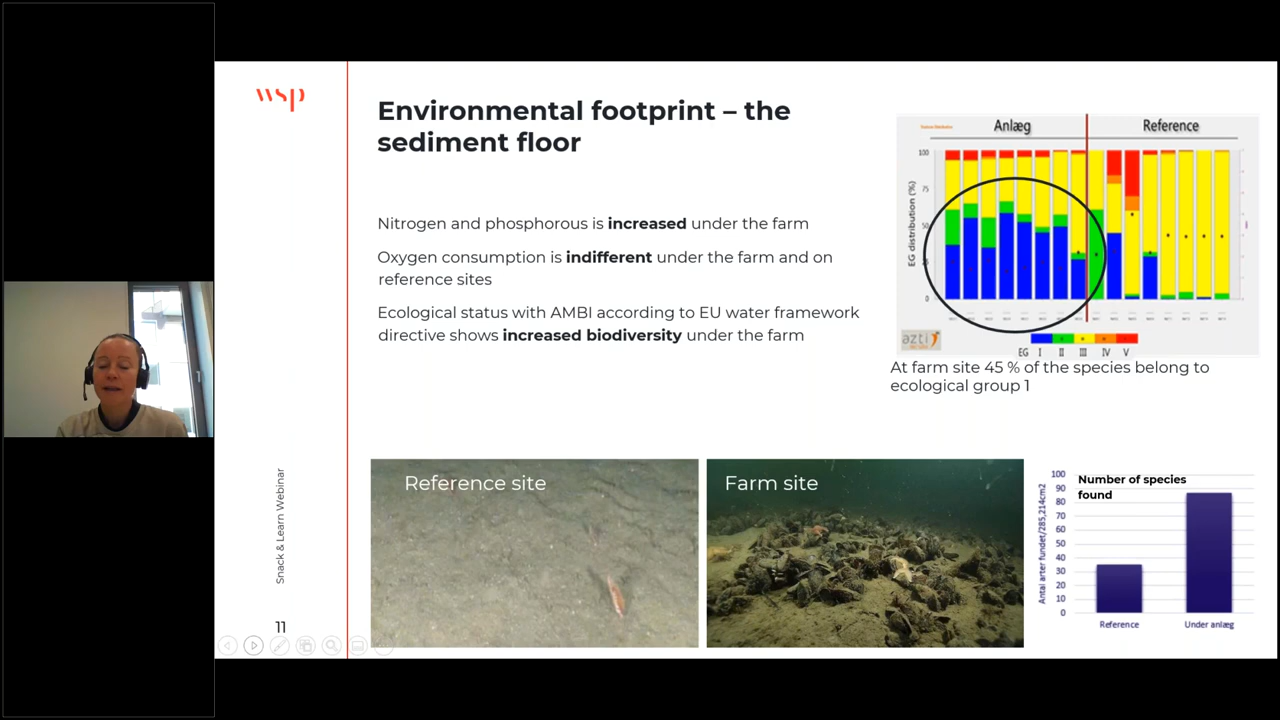 wsp
Environmental footprint – the
sediment floor
Nitrogen and phosphorous is increased under the farm
Oxygen consumption is indifferent under the farm and on
reference sites
Ecological status with AMBI according to EU water framework
directive shows increased biodiversity under the farm
Anlæg
Reference
EG distribution (%)
100
75
0
azti
EG I II III IV V
At farm site 45 % of the species belong to
ecological group 1
Reference site
Farm site
Number of species
found
Antal arter fundet/285,214cm2
100
90
80
70
60
50
40
30
20
10
0
Reference
Under anlæg
Snack & Learn Webinar
11